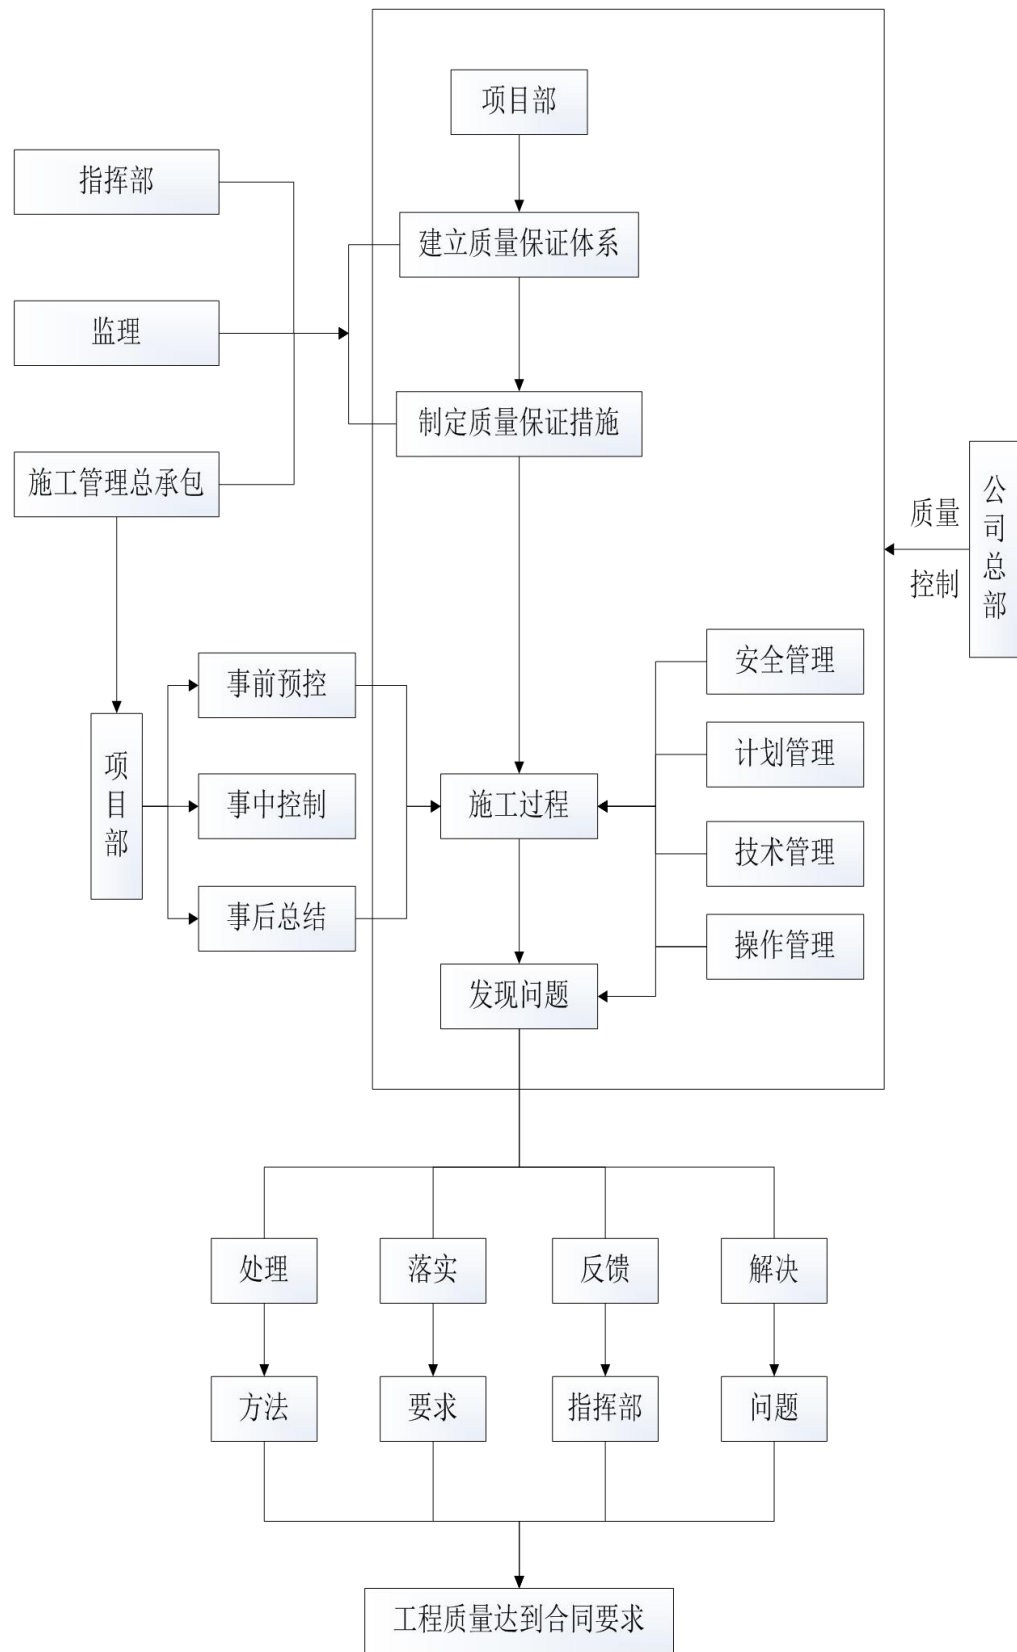 项目部
指挥部
建立质量保证体系
监理
制定质量保证措施
施工管理总承包
公司总部
质量
控制
安全管理
事前预控
项目部
计划管理
事中控制
施工过程
技术管理
事后总结
操作管理
发现问题
处理
落实
反馈
解决
方法
要求
指挥部
问题
工程质量达到合同要求